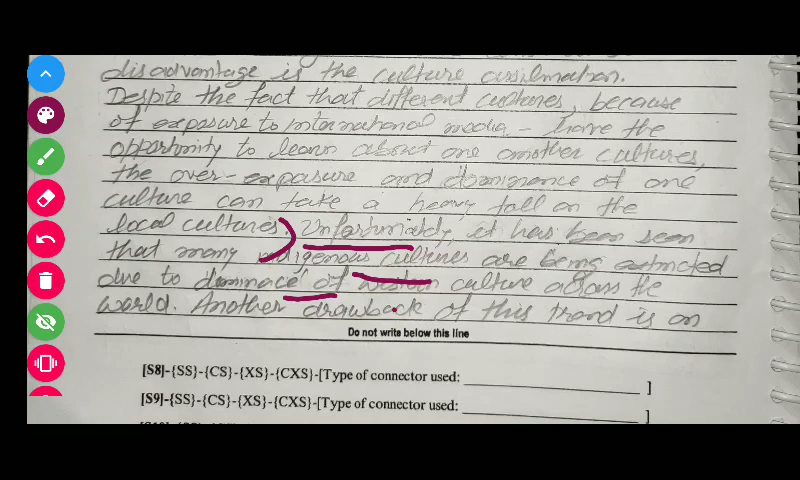 disadvantage is the culture assilmation.
Despite the fact that different cultures, because
of exposure to international media - have the
opportunity to learn about one another cultures,
the over-exposure and dominance of one
culture can take a heavy tall on the
local cultures. Unfortuniatdy, it has been seen
that many indigenous cultures are being extincted
due to dominace of western culture across the
world. Another drawback of this trand is on
Do not write below this line
[S8]-{SS}-{CS}-{XS}-{CXS}-[Type of connector used: ]
[S9]-{SS}-{CS}-{XS}-{CXS}-[Type of connector used: ]